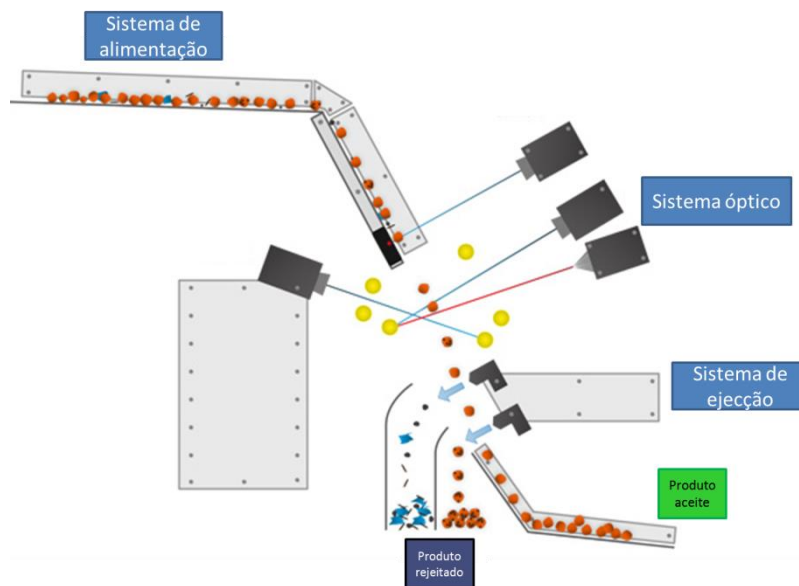 Sistema de
alimentação
Sistema óptico
Sistema de
ejecção
Produto
aceite
Produto
rejeitado